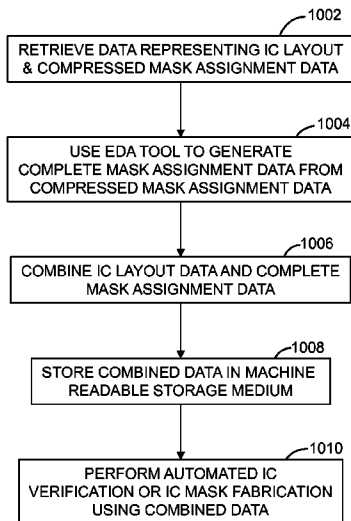 1002
RETRIEVE DATA REPRESENTING IC LAYOUT
& COMPRESSED MASK ASSIGNMENT DATA
1004
USE EDA TOOL TO GENERATE
COMPLETE MASK ASSIGNMENT DATA FROM
COMPRESSED MASK ASSIGNMENT DATA
1006
COMBINE IC LAYOUT DATA AND COMPLETE
MASK ASSIGNMENT DATA
1008
STORE COMBINED DATA IN MACHINE
READABLE STORAGE MEDIUM
1010
PERFORM AUTOMATED IC
VERIFICATION OR IC MASK FABRICATION
USING COMBINED DATA